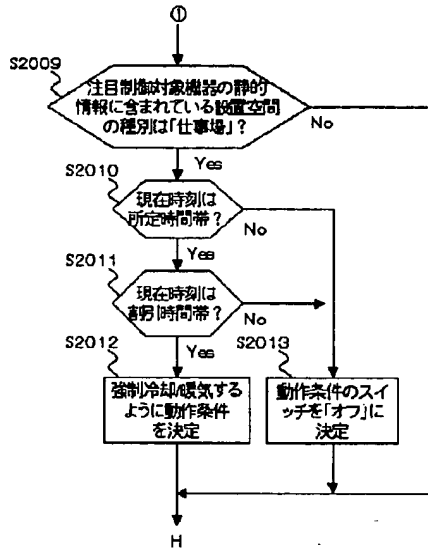 ①
S2009
注目制御対象機器の静的
情報に含まれている設置空間
の種別は「仕事場」?
No
Yes
S2010
現在時刻は
所定時間帯?
No
Yes
S2011
現在時刻は
割引時間帯?
No
Yes
S2012
強制冷却/暖気する
ように動作条件
を決定
S2013
動作条件のスイ
ッチを「オフ」に
決定
H